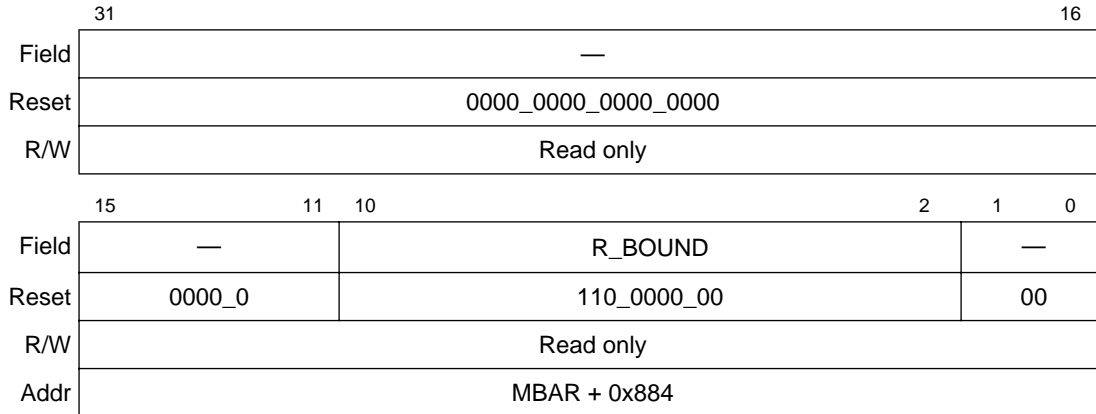 31 16
Field —
Reset 0000_0000_0000_0000
R/W Read only
15 11 10 2 1 0
Field — R_BOUND —
Reset 0000_0 110_0000_00 00
R/W Read only
Addr MBAR + 0x884